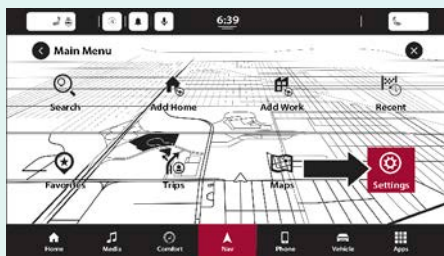 6:39
Main Menu
Search
Add Home
Add Work
Recent
Favorites
Trips
Maps
Settings
Home
Media
Comfort
Nav
Phone
Vehicle
Apps